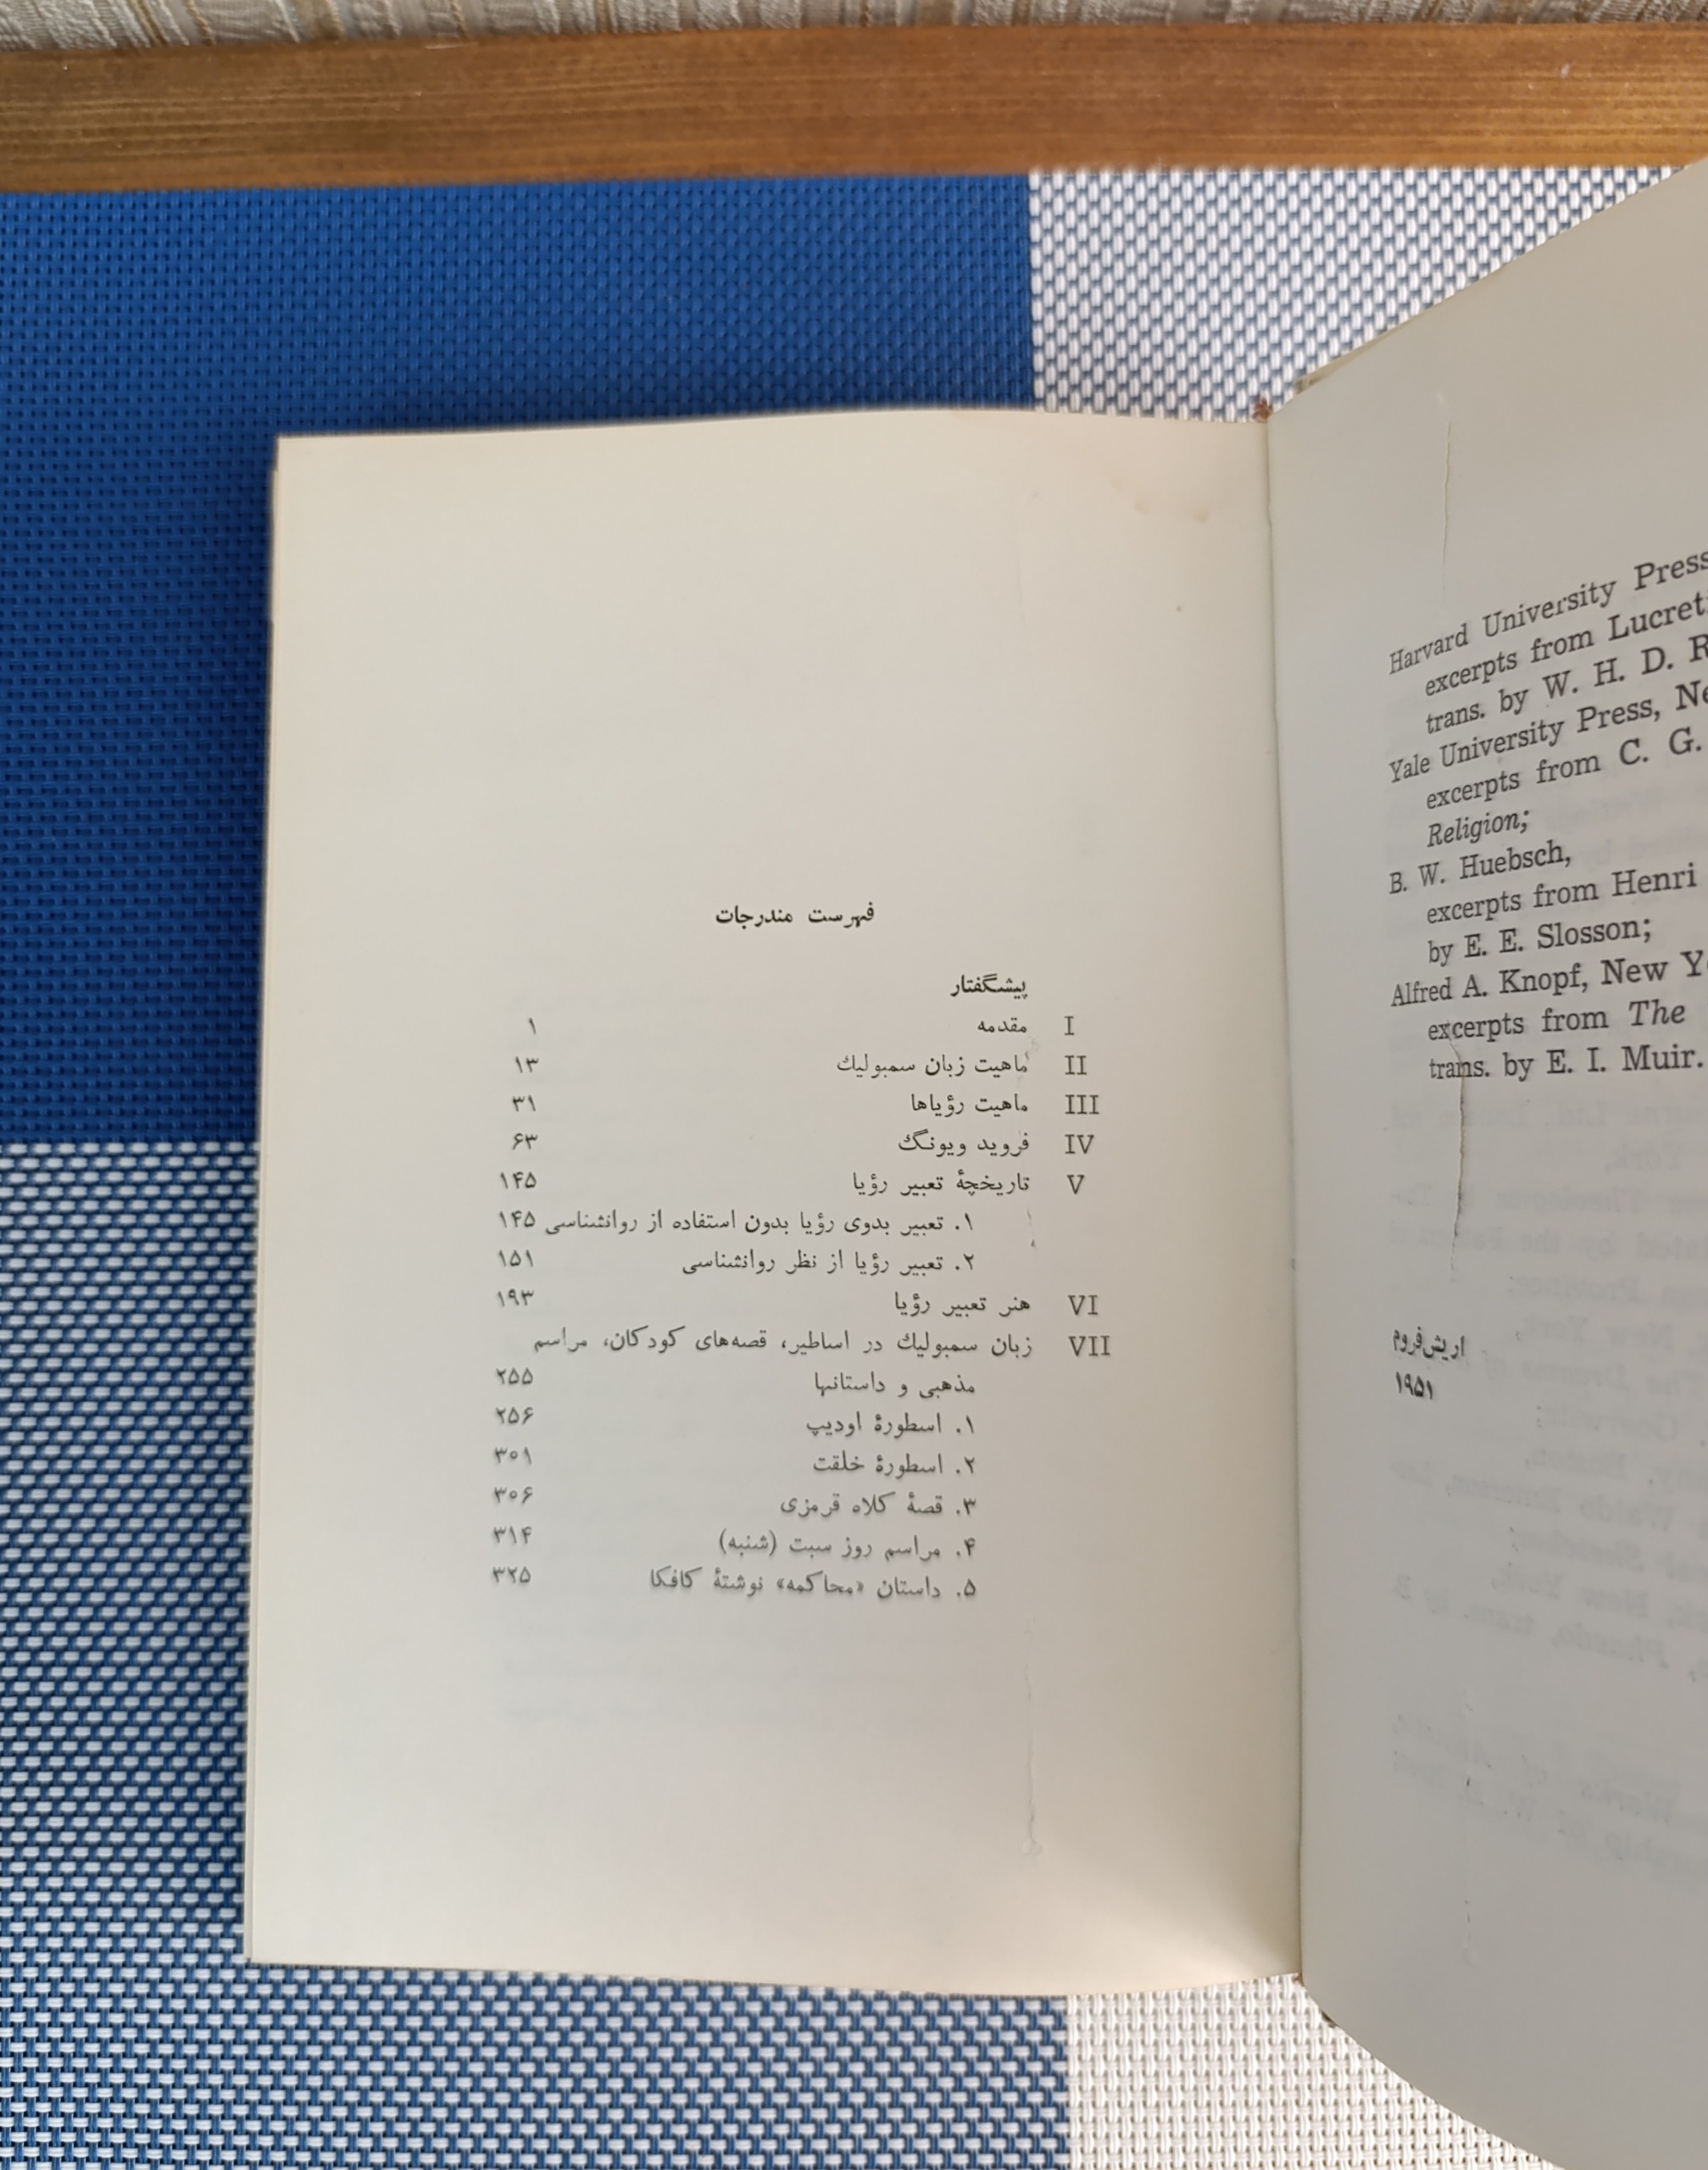 فهرست مندرجات
پیشگفتار
I مقدمه ۱
II ماهیت زبان سمبولیك ۱۳
III ماهیت رؤیاها ۳۱
IV فروید ویونگ ۶۳
V تاریخچهٔ تعبیر رؤیا ۱۴۵
۱. تعبیر بدوی رؤیا بدون استفاده از روانشناسی ۱۴۵
۲. تعبیر رؤیا از نظر روانشناسی ۱۵۱
VI هنر تعبیر رؤیا ۱۹۳
VII زبان سمبولیك در اساطیر، قصه‌های کودکان، مراسم
مذهبی و داستانها ۲۵۵
۱. اسطورهٔ اودیپ ۲۵۶
۲. اسطورهٔ خلقت ۳۰۱
۳. قصهٔ کلاه قرمزی ۳۰۶
۴. مراسم روز سبت (شنبه) ۳۱۴
۵. داستان «محاکمه» نوشتهٔ کافکا ۳۲۵
Harvard University Press
excerpts from Lucreti
trans. by W. H. D. R
Yale University Press, Ne
excerpts from C. G.
Religion;
B. W. Huebsch,
excerpts from Henri
by E. E. Slosson;
Alfred A. Knopf, New Y
excerpts from The
trans. by E. I. Muir.
اریش‌فروم
۱۹۵۱